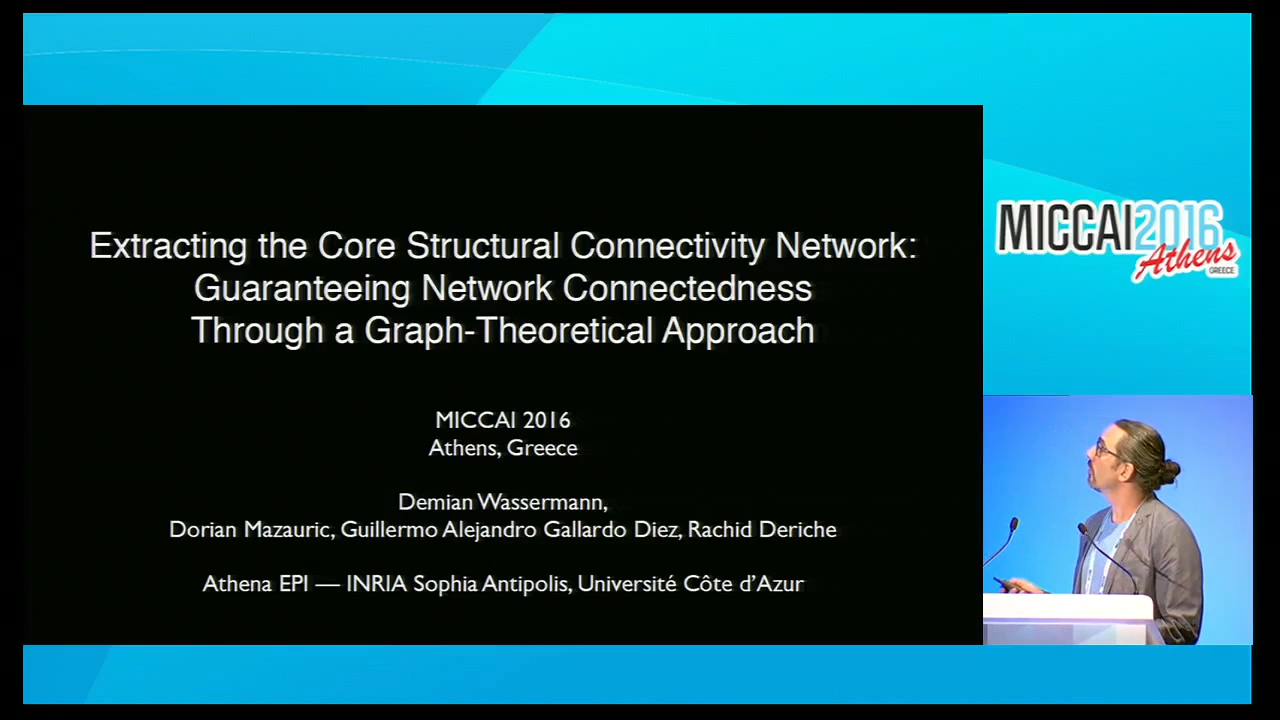 Extracting the Core Structural Connectivity Network:
Guaranteeing Network Connectedness
Through a Graph-Theoretical Approach
MICCAI 2016
Athens, Greece
Demian Wassermann,
Dorian Mazauric, Guillermo Alejandro Gallardo Diez, Rachid Deriche
Athena EPI — INRIA Sophia Antipolis, Université Côte d'Azur
MICCAI2016
Athens
GREECE